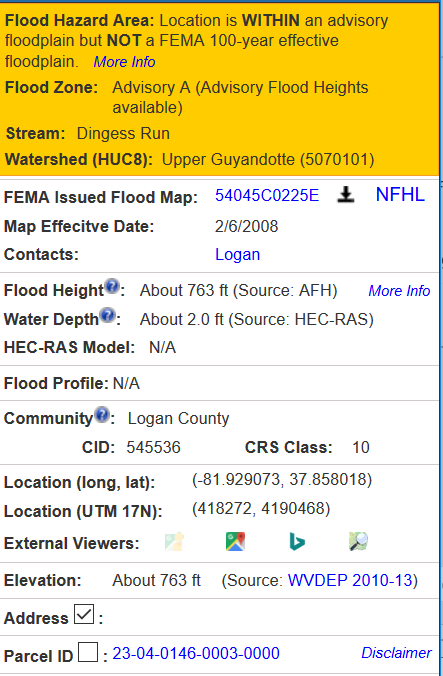 Flood Hazard Area: Location is WITHIN an advisory
floodplain but NOT a FEMA 100-year effective
floodplain. More Info
Flood Zone: Advisory A (Advisory Flood Heights
available)
Stream: Dingess Run
Watershed (HUC8): Upper Guyandotte (5070101)
FEMA Issued Flood Map: 54045C0225E NFHL
Map Effecitve Date: 2/6/2008
Contacts: Logan
Flood Height?: About 763 ft (Source: AFH) More Info
Water Depth?: About 2.0 ft (Source: HEC-RAS)
HEC-RAS Model: N/A
Flood Profile: N/A
Community?: Logan County
CID: 545536 CRS Class: 10
Location (long, lat): (-81.929073, 37.858018)
Location (UTM 17N): (418272, 4190468)
External Viewers:
Elevation: About 763 ft (Source: WVDEP 2010-13)
Address :
Parcel ID : 23-04-0146-0003-0000 Disclaimer